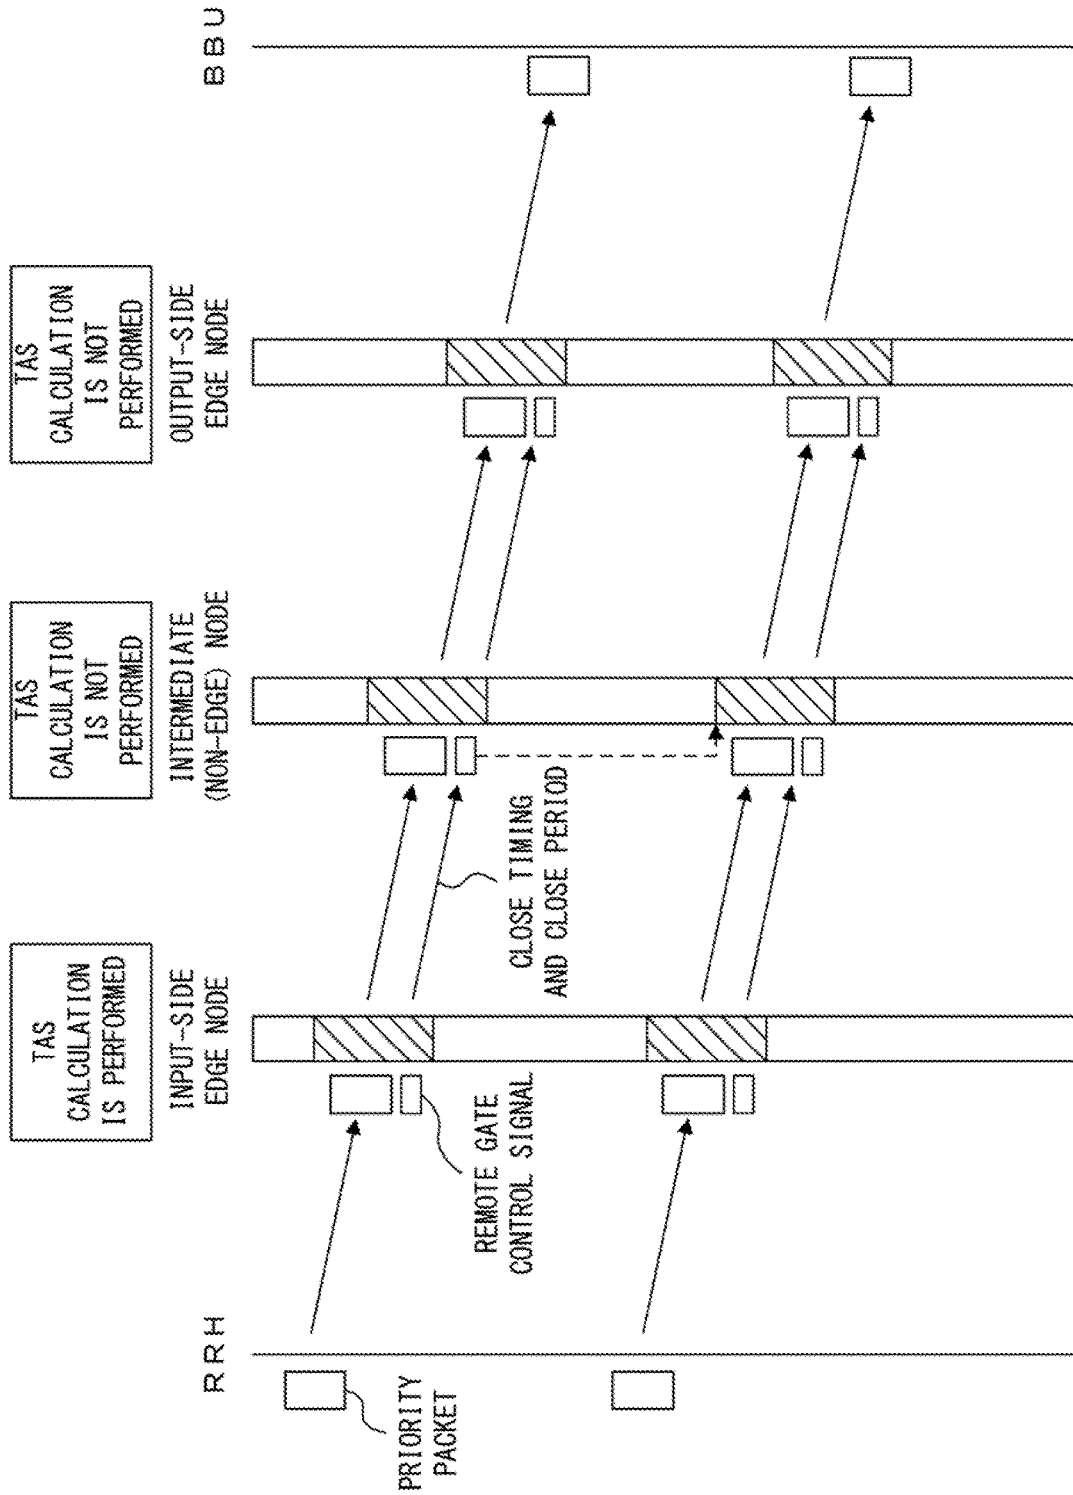 RRH
PRIORITY
PACKET
TAS
CALCULATION
IS PERFORMED
INPUT-SIDE
EDGE NODE
REMOTE GATE
CONTROL SIGNAL
TAS
CALCULATION
IS NOT
PERFORMED
INTERMEDIATE
(NON-EDGE) NODE
CLOSE TIMING
AND CLOSE PERIOD
TAS
CALCULATION
IS NOT
PERFORMED
OUTPUT-SIDE
EDGE NODE
BBU